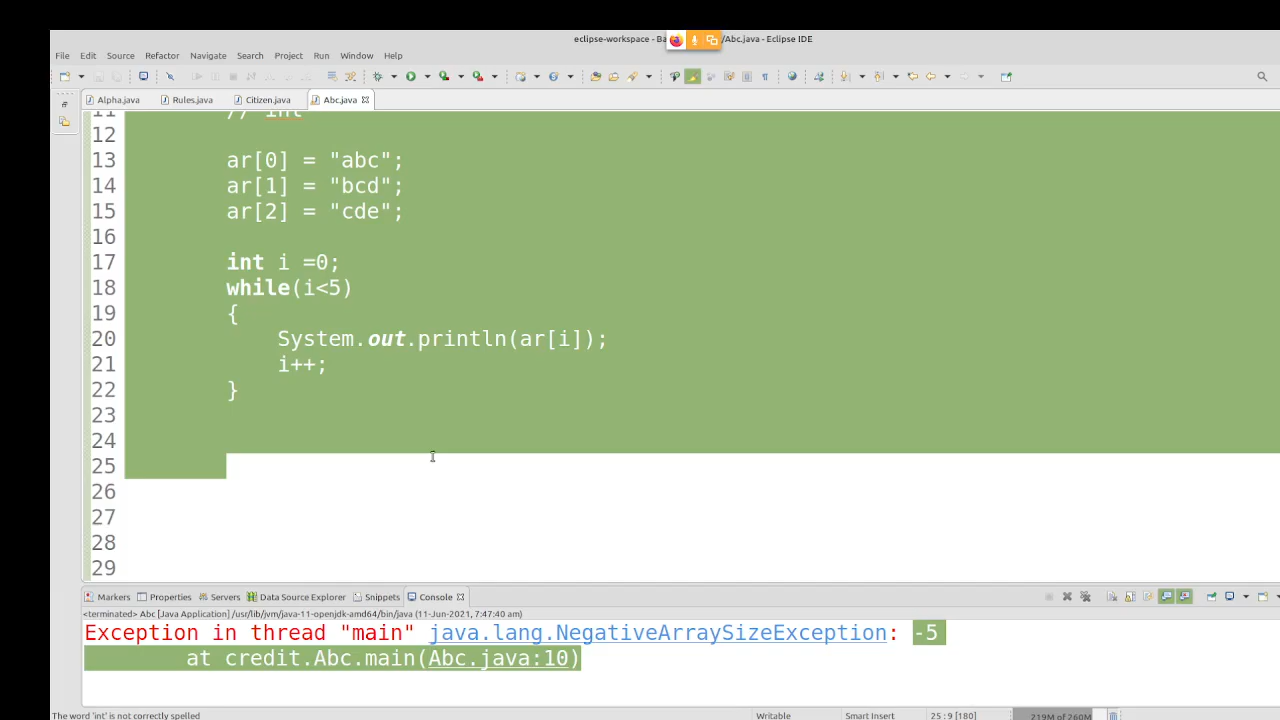 eclipse-workspace - Ba /Abc.java - Eclipse IDE
File Edit Source Refactor Navigate Search Project Run Window Help
Alpha.java Rules.java Citizen.java Abc.java
11 // int
12
13 ar[0] = "abc";
14 ar[1] = "bcd";
15 ar[2] = "cde";
16
17 int i =0;
18 while(i<5)
19 {
20 System.out.println(ar[i]);
21 i++;
22 }
23
24
25
26
27
28
29
Markers Properties Servers Data Source Explorer Snippets Console
<terminated> Abc [Java Application] /usr/lib/jvm/java-11-openjdk-amd64/bin/java (11-Jun-2021, 7:47:40 am)
Exception in thread "main" java.lang.NegativeArraySizeException: -5
at credit.Abc.main(Abc.java:10)
The word 'int' is not correctly spelled Writable Smart Insert 25 : 9 [180] 219M of 260M